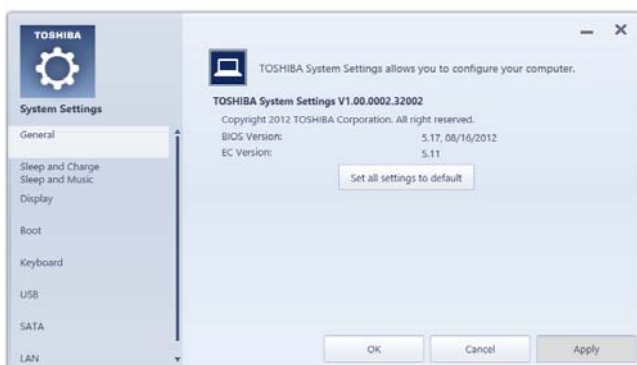 TOSHIBA
System Settings
General
Sleep and Charge
Sleep and Music
Display
Boot
Keyboard
USB
SATA
LAN
TOSHIBA System Settings allows you to configure your computer.
TOSHIBA System Settings V1.00.0002.32002
Copyright 2012 TOSHIBA Corporation. All right reserved.
BIOS Version: 5.17, 08/16/2012
EC Version: 5.11
Set all settings to default
OK Cancel Apply